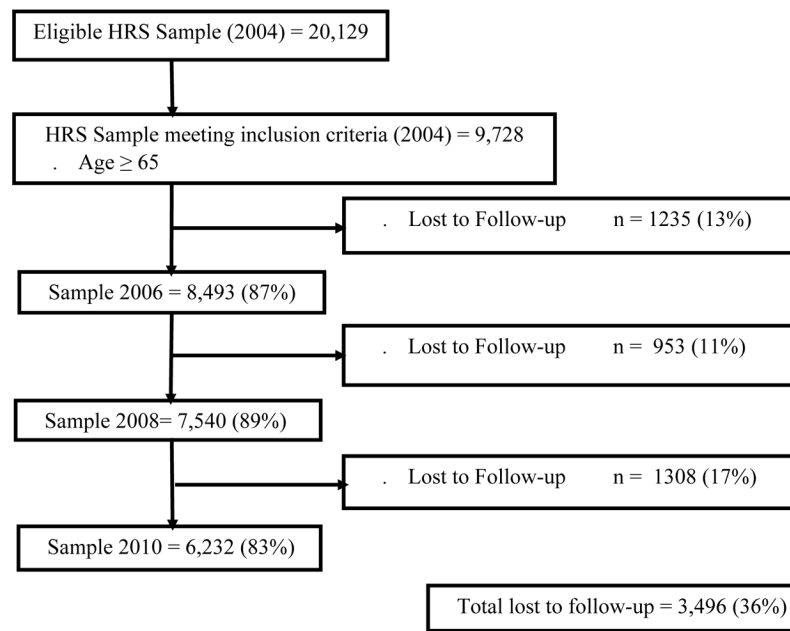 Eligible HRS Sample (2004) = 20,129
HRS Sample meeting inclusion criteria (2004) = 9,728
. Age ≥ 65
. Lost to Follow-up n = 1235 (13%)
Sample 2006 = 8,493 (87%)
. Lost to Follow-up n = 953 (11%)
Sample 2008= 7,540 (89%)
. Lost to Follow-up n = 1308 (17%)
Sample 2010 = 6,232 (83%)
Total lost to follow-up = 3,496 (36%)